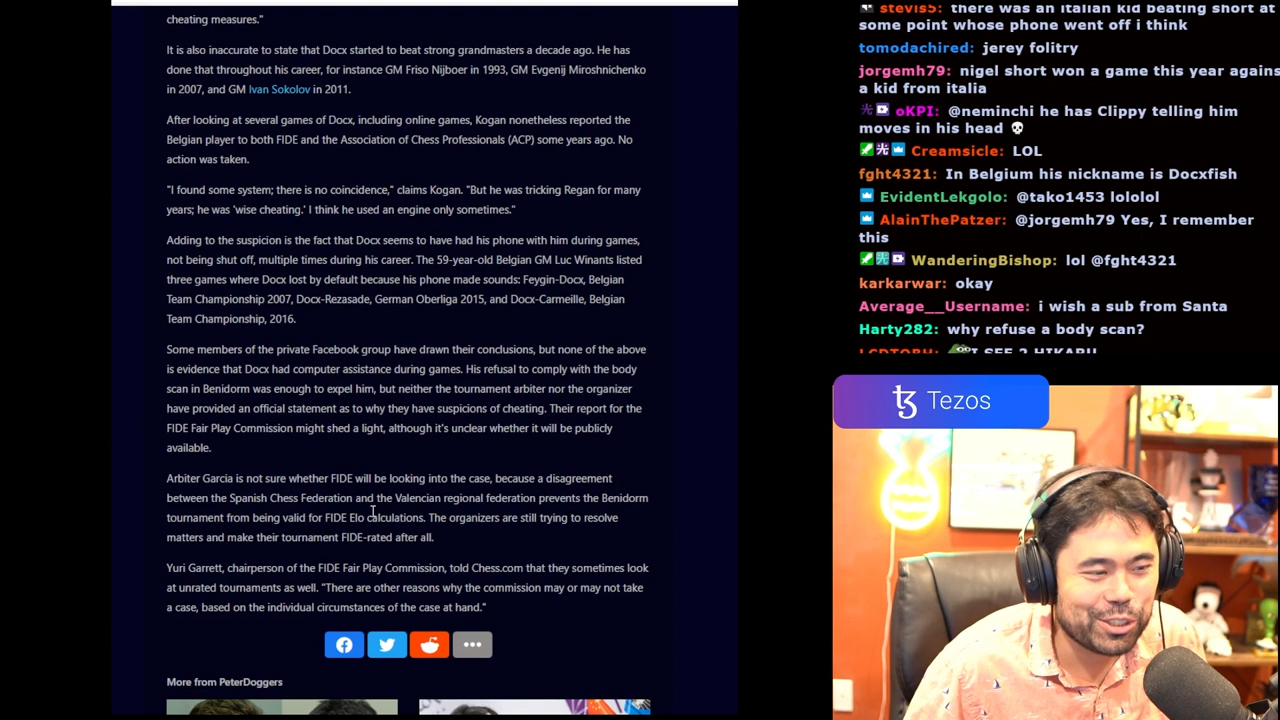 cheating measures."
It is also inaccurate to state that Docx started to beat strong grandmasters a decade ago. He has
done that throughout his career, for instance GM Friso Nijboer in 1993, GM Evgenij Miroshnichenko
in 2007, and GM Ivan Sokolov in 2011.
After looking at several games of Docx, including online games, Kogan nonetheless reported the
Belgian player to both FIDE and the Association of Chess Professionals (ACP) some years ago. No
action was taken.
"I found some system; there is no coincidence," claims Kogan. "But he was tricking Regan for many
years; he was 'wise cheating.' I think he used an engine only sometimes."
Adding to the suspicion is the fact that Docx seems to have had his phone with him during games,
not being shut off, multiple times during his career. The 59-year-old Belgian GM Luc Winants listed
three games where Docx lost by default because his phone made sounds: Feygin-Docx, Belgian
Team Championship 2007, Docx-Rezasade, German Oberliga 2015, and Docx-Carmeille, Belgian
Team Championship, 2016.
Some members of the private Facebook group have drawn their conclusions, but none of the above
is evidence that Docx had computer assistance during games. His refusal to comply with the body
scan in Benidorm was enough to expel him, but neither the tournament arbiter nor the organizer
have provided an official statement as to why they have suspicions of cheating. Their report for the
FIDE Fair Play Commission might shed a light, although it's unclear whether it will be publicly
available.
Arbiter Garcia is not sure whether FIDE will be looking into the case, because a disagreement
between the Spanish Chess Federation and the Valencian regional federation prevents the Benidorm
tournament from being valid for FIDE Elo calculations. The organizers are still trying to resolve
matters and make their tournament FIDE-rated after all.
Yuri Garrett, chairperson of the FIDE Fair Play Commission, told Chess.com that they sometimes look
at unrated tournaments as well. "There are other reasons why the commission may or may not take
a case, based on the individual circumstances of the case at hand."
More from PeterDoggers
stevis5: there was an italian kid beating short at
some point whose phone went off i think
tomodachired: jerey folitry
jorgemh79: nigel short won a game this year agains
a kid from italia
oKPI: @neminchi he has Clippy telling him
moves in his head 💀
Creamsicle: LOL
fght4321: In Belgium his nickname is Docxfish
EvidentLekgolo: @tako1453 lololol
AlainThePatzer: @jorgemh79 Yes, I remember
this
WanderingBishop: lol @fght4321
karkarwar: okay
Average__Username: i wish a sub from Santa
Harty282: why refuse a body scan?
I SEE 2 HIKARU
Tezos